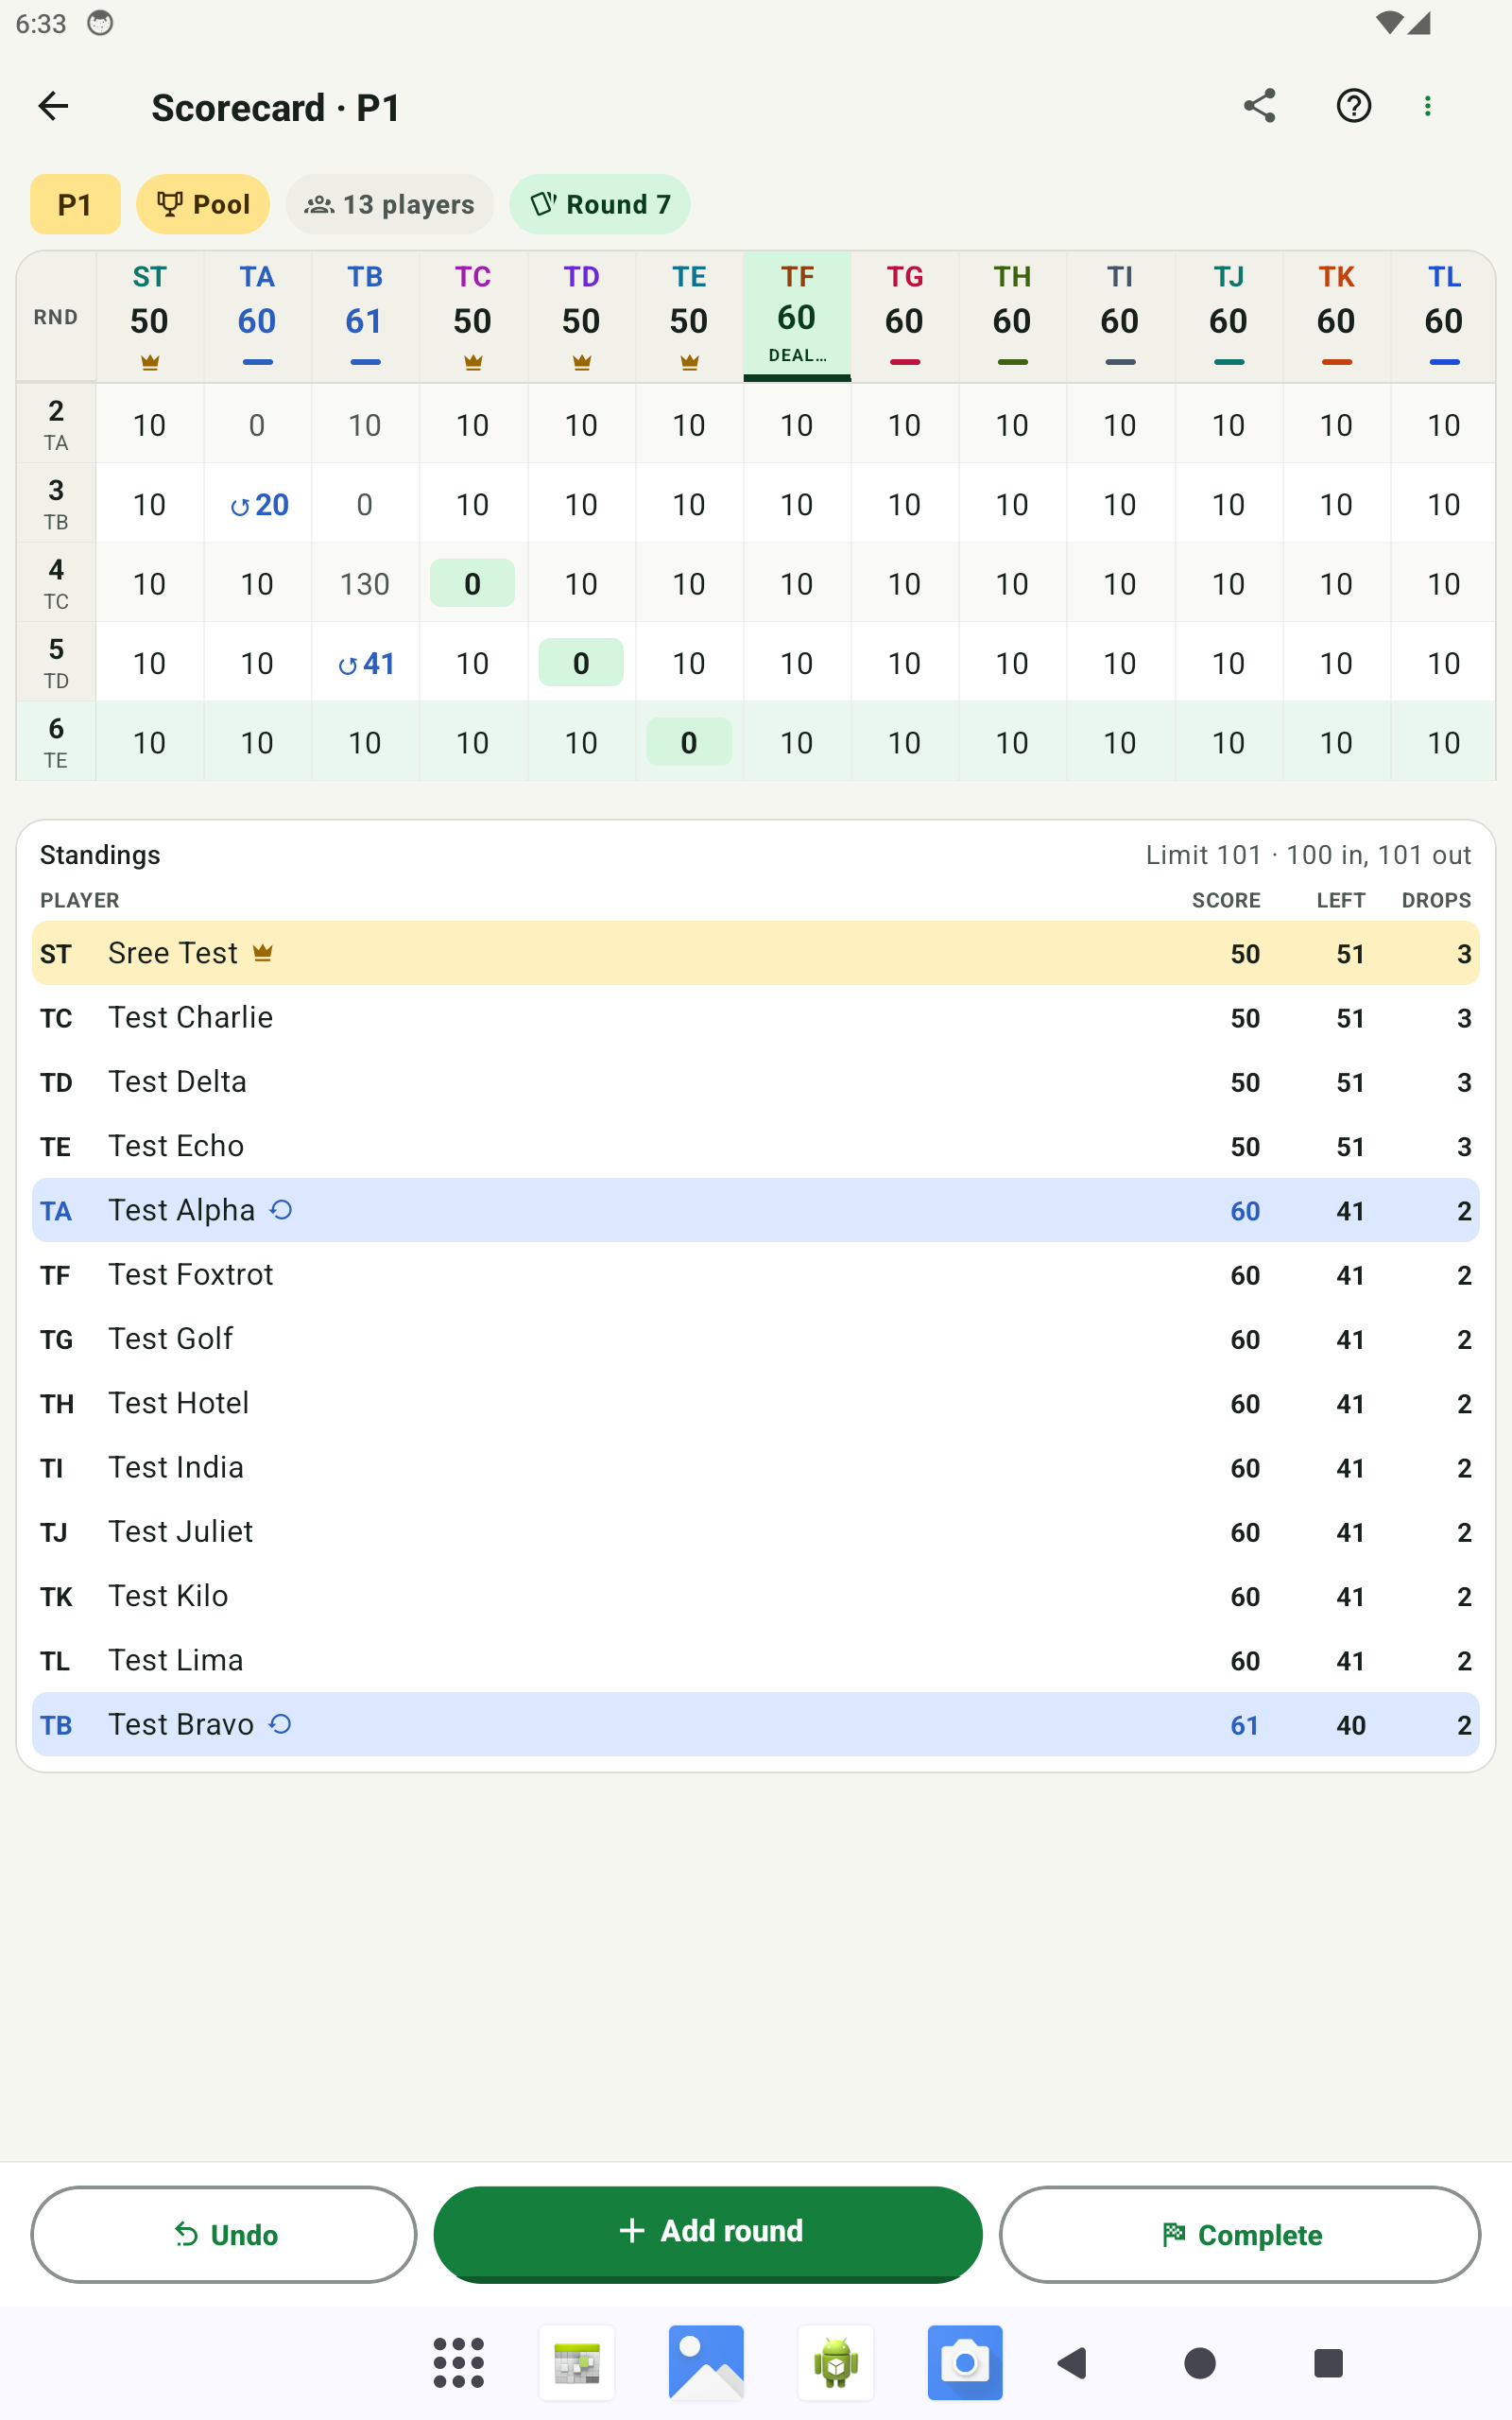 6:33
Scorecard · P1
P1 Pool 13 players Round 7
RND ST TA TB TC TD TE TF TG TH TI TJ TK TL
50 60 61 50 50 50 60 60 60 60 60 60 60
DEAL…
2 10 0 10 10 10 10 10 10 10 10 10 10 10
TA
3 10 20 0 10 10 10 10 10 10 10 10 10 10
TB
4 10 10 130 0 10 10 10 10 10 10 10 10 10
TC
5 10 10 41 10 0 10 10 10 10 10 10 10 10
TD
6 10 10 10 10 10 0 10 10 10 10 10 10 10
TE
Standings Limit 101 · 100 in, 101 out
PLAYER SCORE LEFT DROPS
ST Sree Test 50 51 3
TC Test Charlie 50 51 3
TD Test Delta 50 51 3
TE Test Echo 50 51 3
TA Test Alpha 60 41 2
TF Test Foxtrot 60 41 2
TG Test Golf 60 41 2
TH Test Hotel 60 41 2
TI Test India 60 41 2
TJ Test Juliet 60 41 2
TK Test Kilo 60 41 2
TL Test Lima 60 41 2
TB Test Bravo 61 40 2
Undo Add round Complete